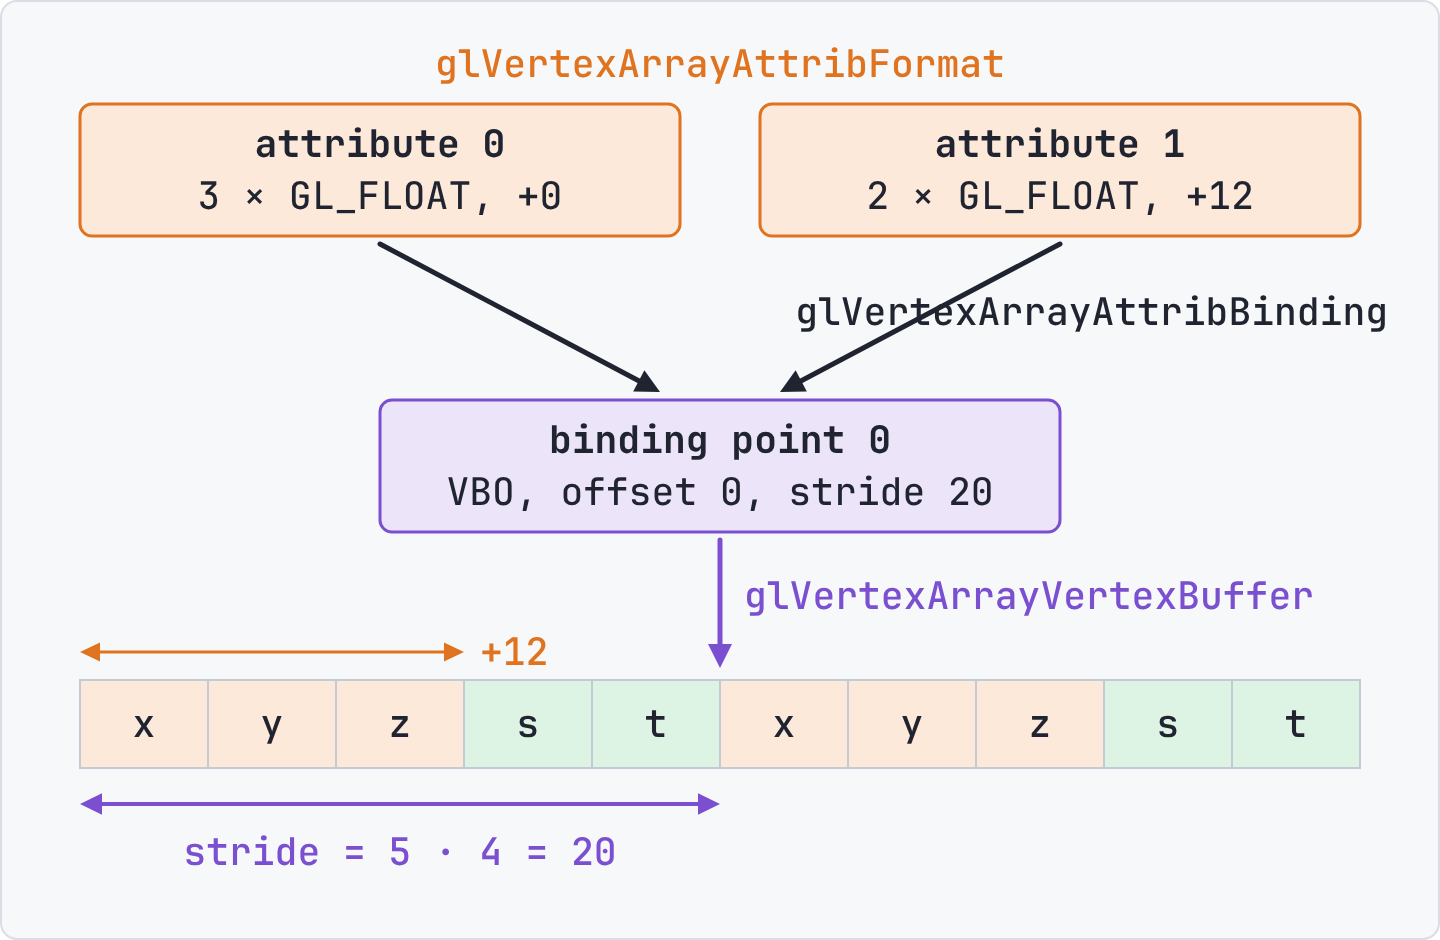 glVertexArrayAttribFormat
attribute 0
3 × GL_FLOAT, +0
attribute 1
2 × GL_FLOAT, +12
glVertexArrayAttribBinding
binding point 0
VBO, offset 0, stride 20
glVertexArrayVertexBuffer
+12
x y z s t x y z s t
stride = 5 · 4 = 20